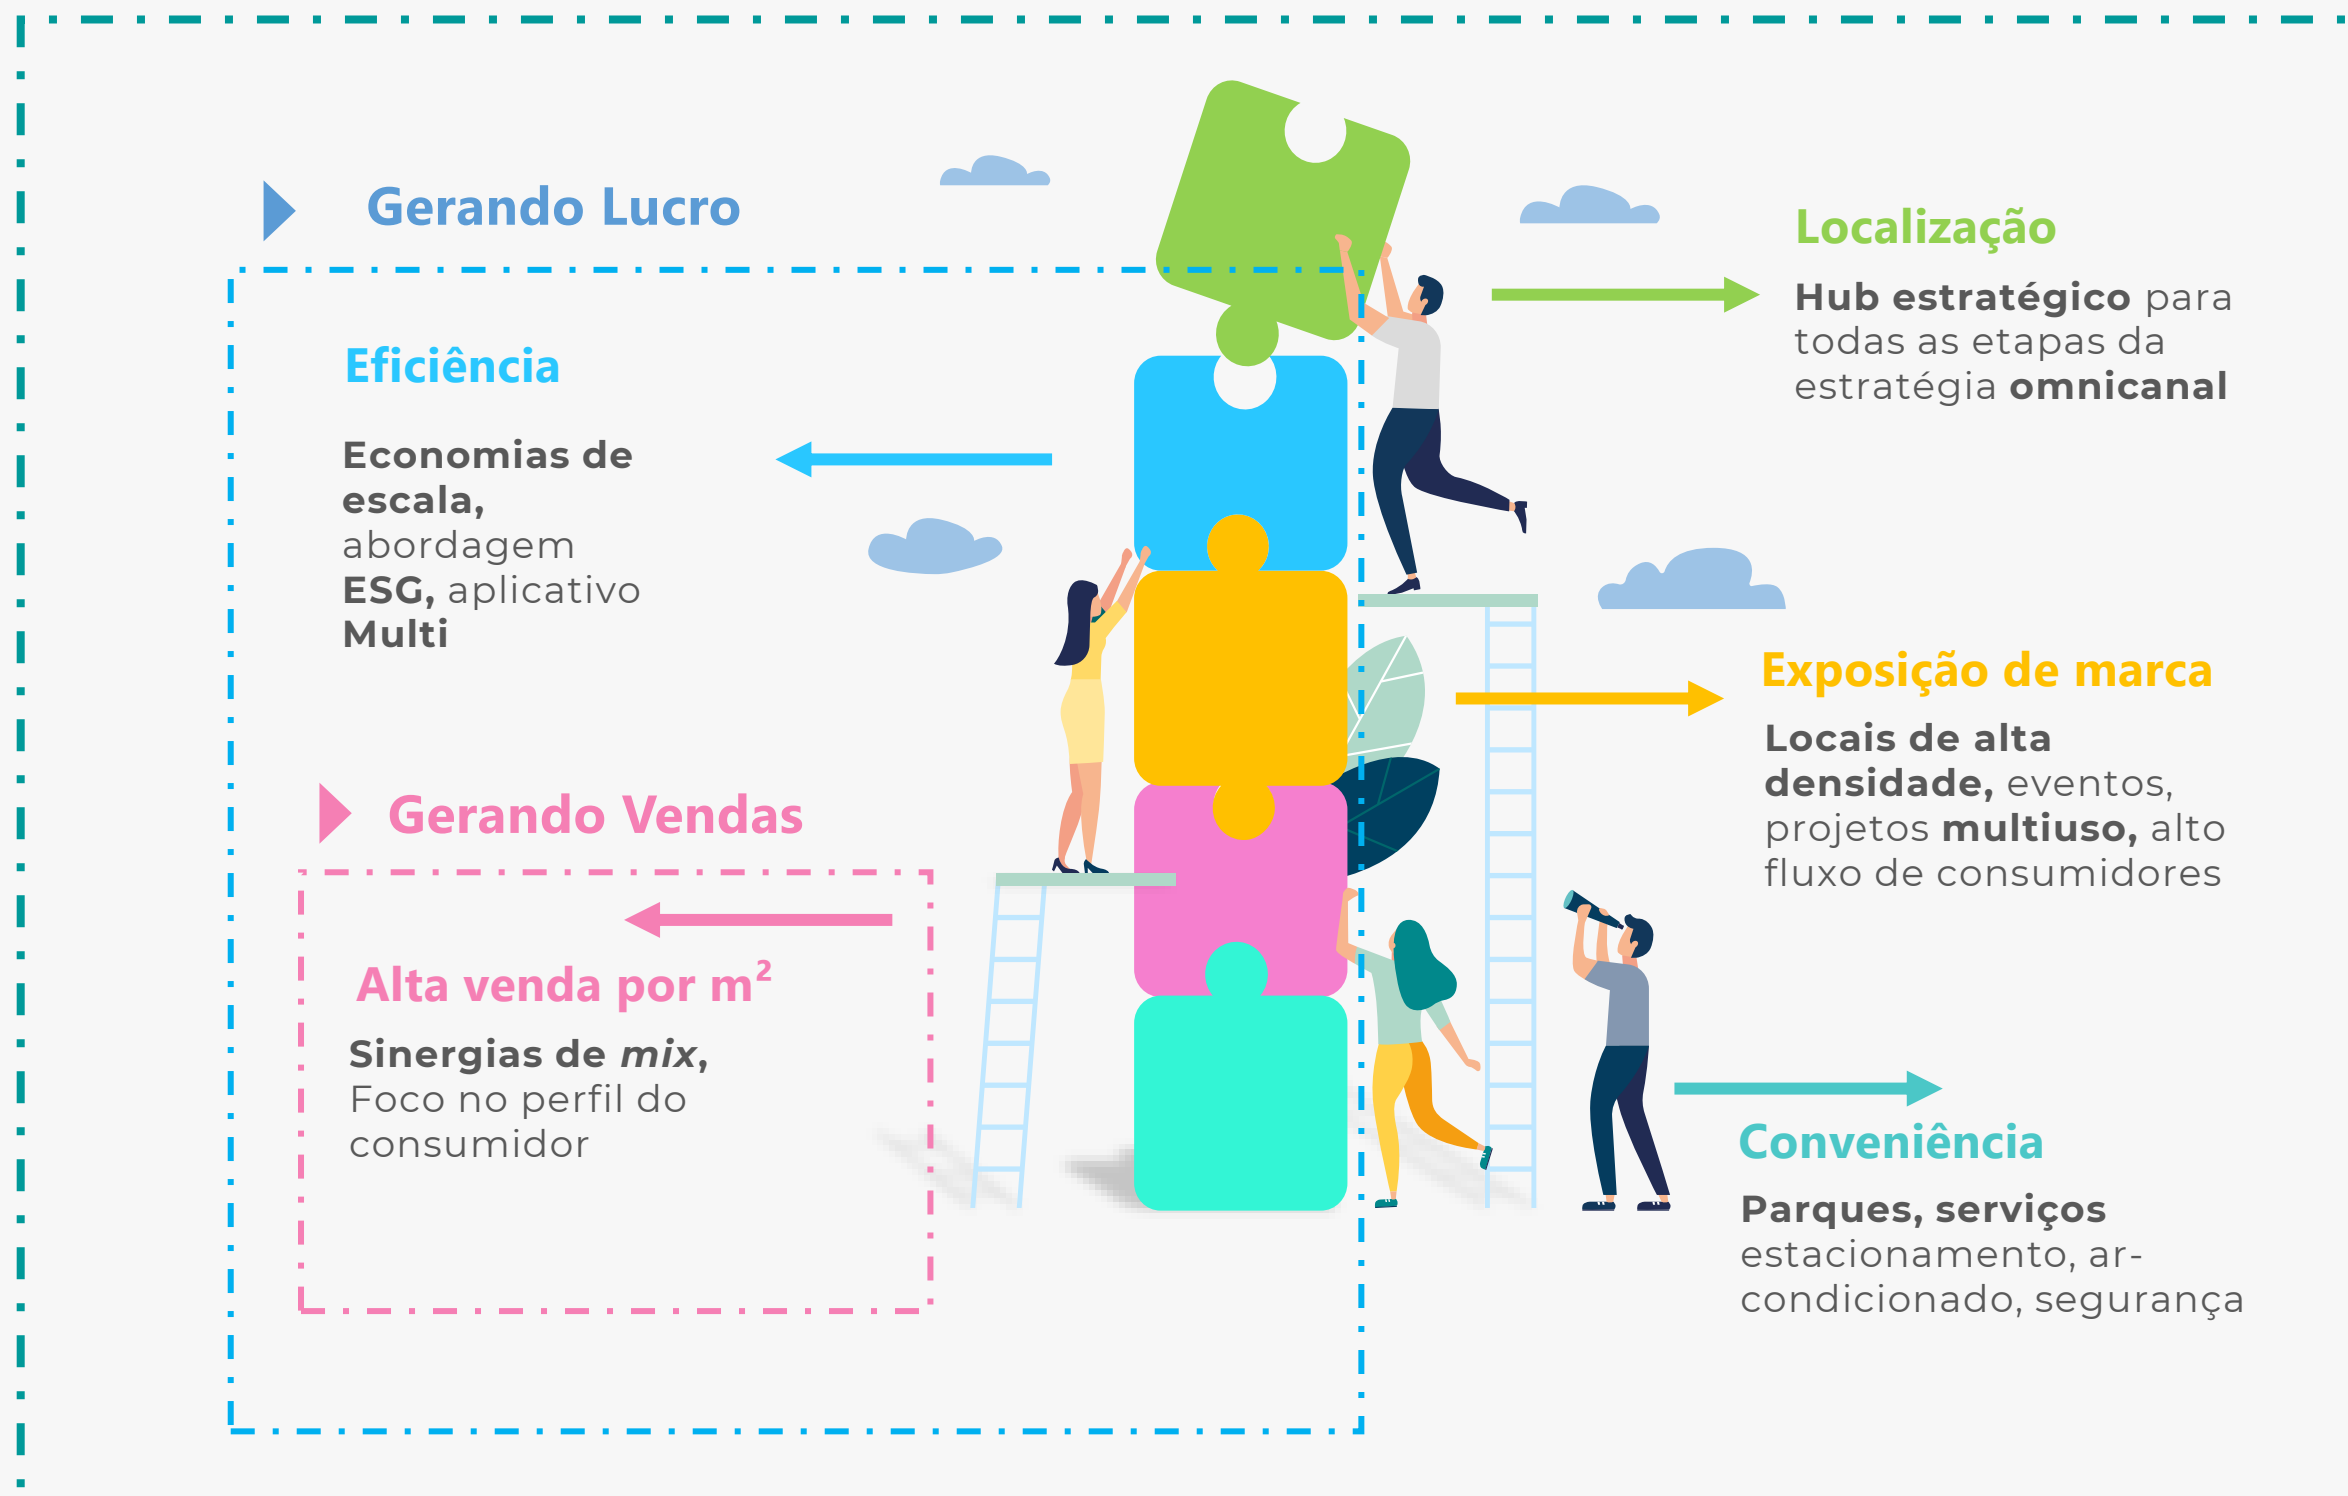 Gerando Lucro
Eficiência
Economias de
escala,
abordagem
ESG, aplicativo
Multi
Gerando Vendas
Alta venda por m²
Sinergias de mix,
Foco no perfil do
consumidor
Localização
Hub estratégico para
todas as etapas da
estratégia omnicanal
Exposição de marca
Locais de alta
densidade, eventos,
projetos multiuso, alto
fluxo de consumidores
Conveniência
Parques, serviços
estacionamento, ar-
condicionado, segurança